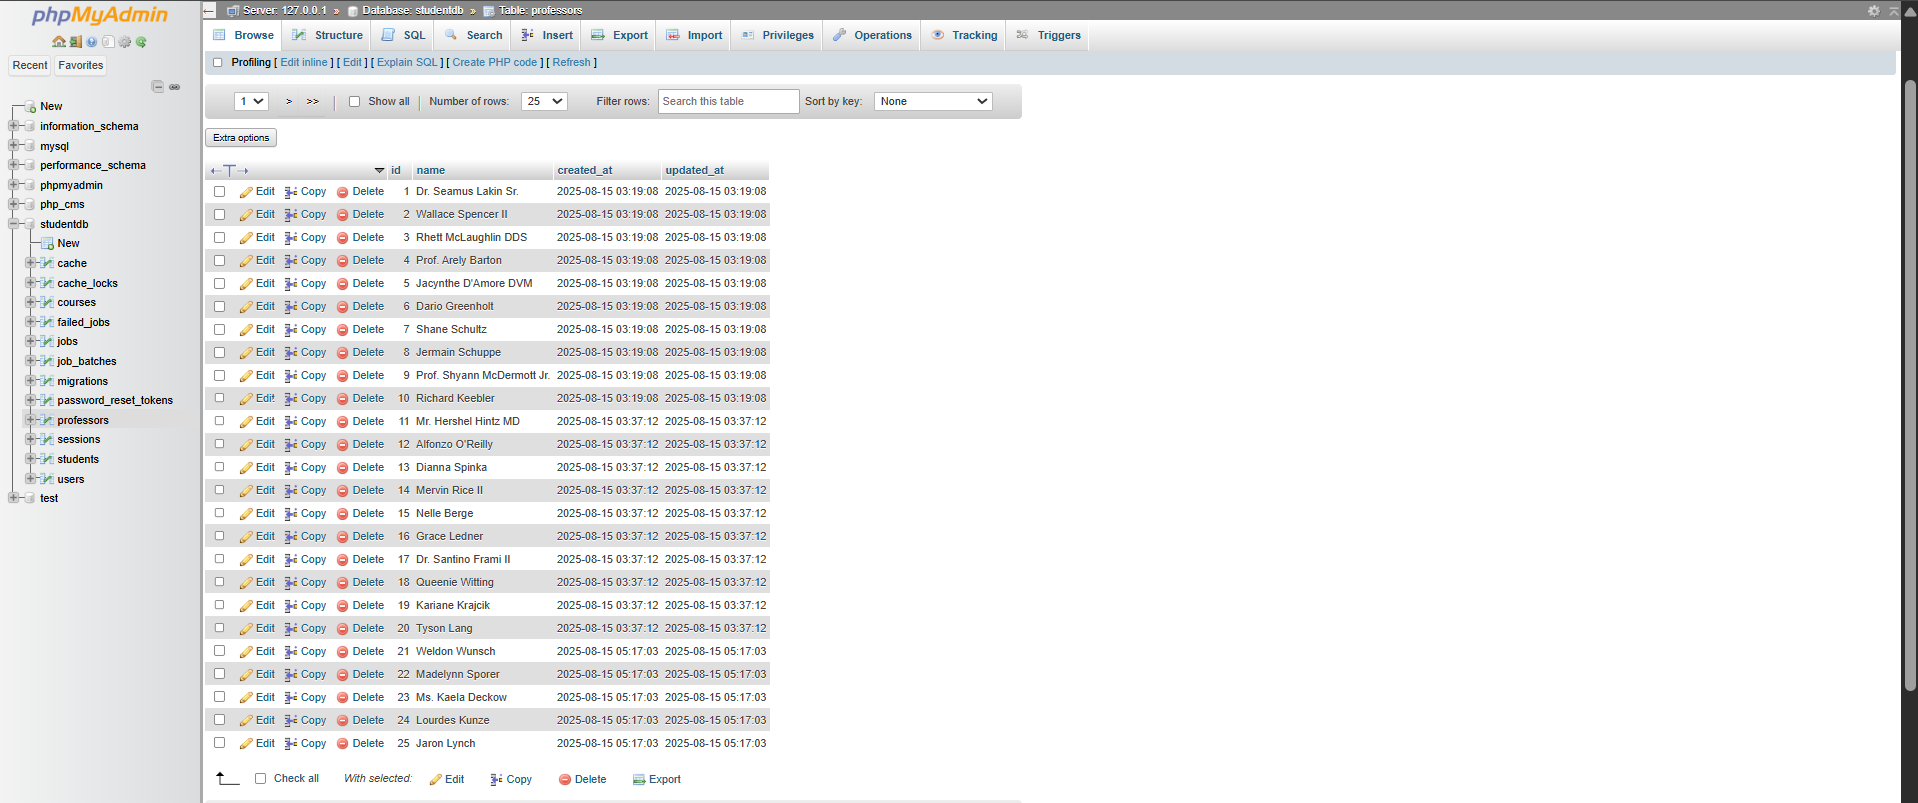 phpMyAdmin
Recent Favorites
New
information_schema
mysql
performance_schema
phpmyadmin
php_cms
studentdb
New
cache
cache_locks
courses
failed_jobs
jobs
job_batches
migrations
password_reset_tokens
professors
sessions
students
users
test
Server: 127.0.0.1 » Database: studentdb » Table: professors
Browse Structure SQL Search Insert Export Import Privileges Operations Tracking Triggers
Profiling [ Edit inline ] [ Edit ] [ Explain SQL ] [ Create PHP code ] [ Refresh ]
1 > >> | Show all | Number of rows: 25 Filter rows: Search this table Sort by key: None
Extra options
id name created_at updated_at
Edit Copy Delete 1 Dr. Seamus Lakin Sr. 2025-08-15 03:19:08 2025-08-15 03:19:08
Edit Copy Delete 2 Wallace Spencer II 2025-08-15 03:19:08 2025-08-15 03:19:08
Edit Copy Delete 3 Rhett McLaughlin DDS 2025-08-15 03:19:08 2025-08-15 03:19:08
Edit Copy Delete 4 Prof. Arely Barton 2025-08-15 03:19:08 2025-08-15 03:19:08
Edit Copy Delete 5 Jacynthe D'Amore DVM 2025-08-15 03:19:08 2025-08-15 03:19:08
Edit Copy Delete 6 Dario Greenholt 2025-08-15 03:19:08 2025-08-15 03:19:08
Edit Copy Delete 7 Shane Schultz 2025-08-15 03:19:08 2025-08-15 03:19:08
Edit Copy Delete 8 Jermain Schuppe 2025-08-15 03:19:08 2025-08-15 03:19:08
Edit Copy Delete 9 Prof. Shyann McDermott Jr. 2025-08-15 03:19:08 2025-08-15 03:19:08
Edit Copy Delete 10 Richard Keebler 2025-08-15 03:19:08 2025-08-15 03:19:08
Edit Copy Delete 11 Mr. Hershel Hintz MD 2025-08-15 03:37:12 2025-08-15 03:37:12
Edit Copy Delete 12 Alfonzo O'Reilly 2025-08-15 03:37:12 2025-08-15 03:37:12
Edit Copy Delete 13 Dianna Spinka 2025-08-15 03:37:12 2025-08-15 03:37:12
Edit Copy Delete 14 Mervin Rice II 2025-08-15 03:37:12 2025-08-15 03:37:12
Edit Copy Delete 15 Nelle Berge 2025-08-15 03:37:12 2025-08-15 03:37:12
Edit Copy Delete 16 Grace Ledner 2025-08-15 03:37:12 2025-08-15 03:37:12
Edit Copy Delete 17 Dr. Santino Frami II 2025-08-15 03:37:12 2025-08-15 03:37:12
Edit Copy Delete 18 Queenie Witting 2025-08-15 03:37:12 2025-08-15 03:37:12
Edit Copy Delete 19 Kariane Krajcik 2025-08-15 03:37:12 2025-08-15 03:37:12
Edit Copy Delete 20 Tyson Lang 2025-08-15 03:37:12 2025-08-15 03:37:12
Edit Copy Delete 21 Weldon Wunsch 2025-08-15 05:17:03 2025-08-15 05:17:03
Edit Copy Delete 22 Madelynn Sporer 2025-08-15 05:17:03 2025-08-15 05:17:03
Edit Copy Delete 23 Ms. Kaela Deckow 2025-08-15 05:17:03 2025-08-15 05:17:03
Edit Copy Delete 24 Lourdes Kunze 2025-08-15 05:17:03 2025-08-15 05:17:03
Edit Copy Delete 25 Jaron Lynch 2025-08-15 05:17:03 2025-08-15 05:17:03
Check all With selected: Edit Copy Delete Export